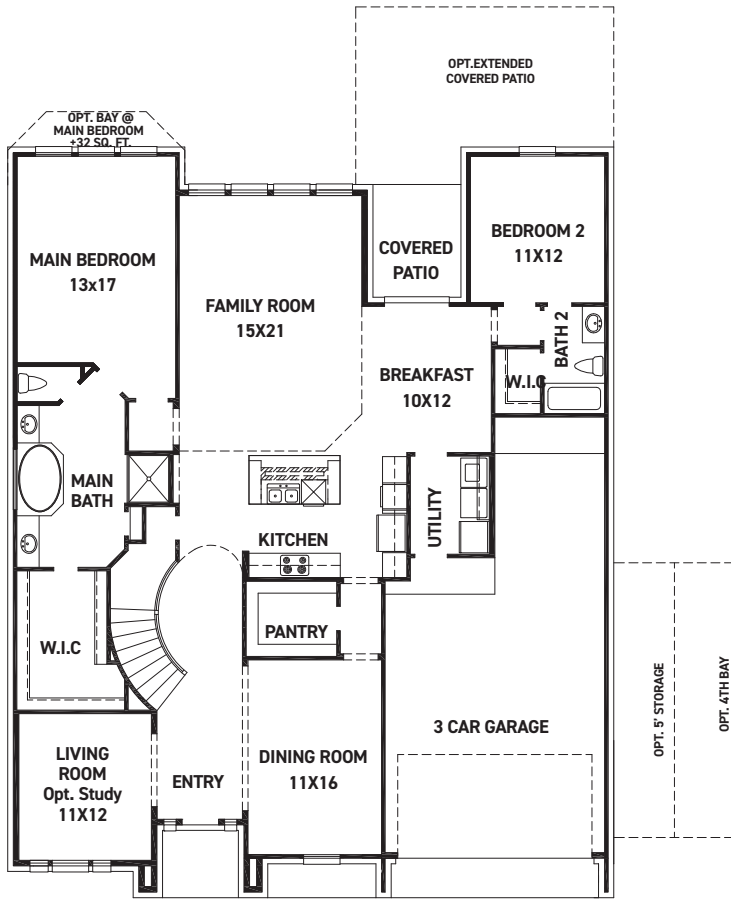 OPT.EXTENDED
COVERED PATIO
OPT. BAY @
MAIN BEDROOM
+32 SQ. FT.
MAIN BEDROOM
13x17
FAMILY ROOM
15X21
COVERED
PATIO
BEDROOM 2
11X12
BATH 2
W.I.C
BREAKFAST
10X12
MAIN
BATH
KITCHEN
UTILITY
W.I.C
PANTRY
LIVING
ROOM
Opt. Study
11X12
ENTRY
DINING ROOM
11X16
3 CAR GARAGE
OPT. 5' STORAGE
OPT. 4TH BAY